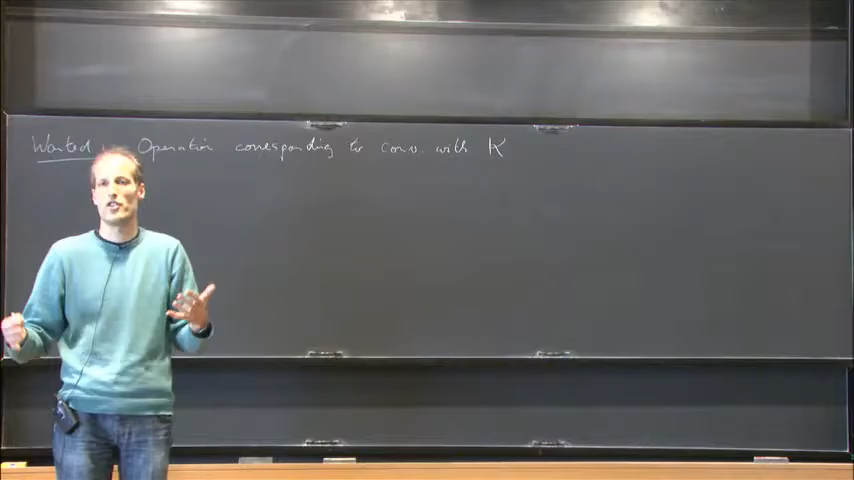 Wanted : Operation corresponding to conv. with K